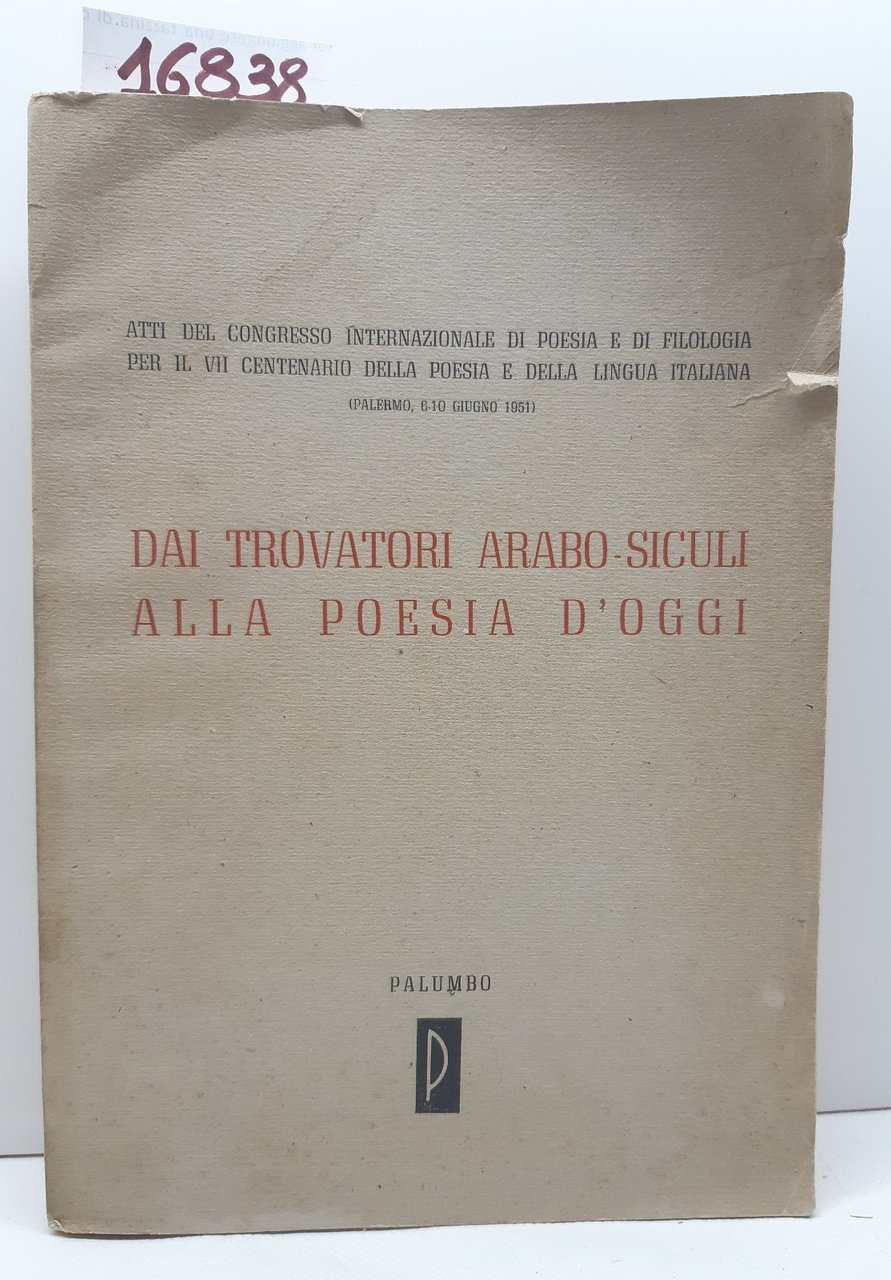 16838
ATTI DEL CONGRESSO INTERNAZIONALE DI POESIA E DI FILOLOGIA
PER IL VII CENTENARIO DELLA POESIA E DELLA LINGUA ITALIANA
(PALERMO, 6-10 GIUGNO 1951)
DAI TROVATORI ARABO-SICULI
ALLA POESIA D'OGGI
PALUMBO
P